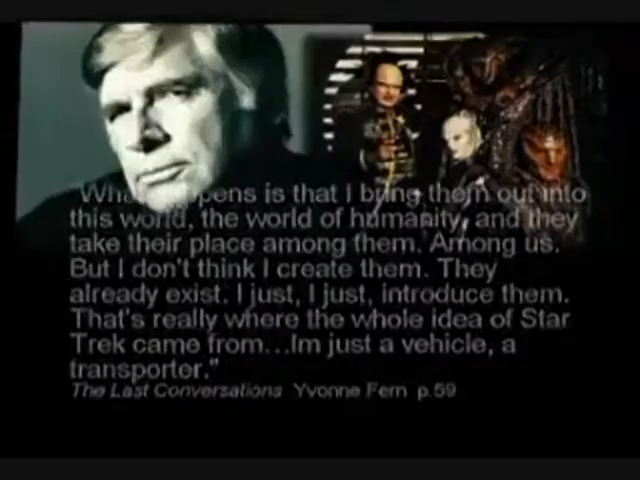 What happens is that I bring them out into
this world, the world of humanity, and they
take their place among them. Among us.
But I don't think I create them. They
already exist. I just, I just, introduce them.
That's really where the whole idea of Star
Trek came from...Im just a vehicle, a
transporter."
The Last Conversations Yvonne Fern p.59